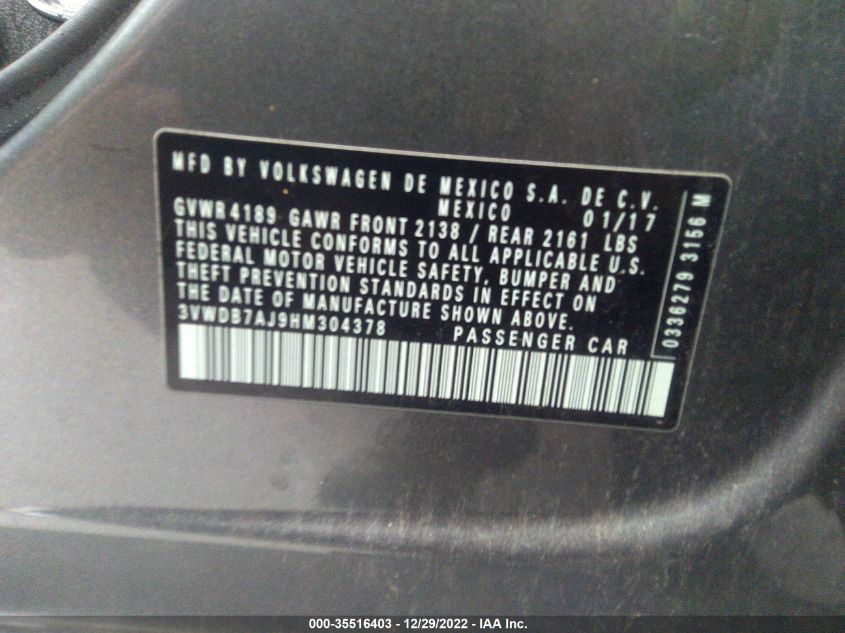 MFD BY VOLKSWAGEN DE MEXICO S.A. DE C.V.
MEXICO 01/17
GVWR 4189 GAWR FRONT 2138 / REAR 2161 LBS
THIS VEHICLE CONFORMS TO ALL APPLICABLE U.S.
FEDERAL MOTOR VEHICLE SAFETY, BUMPER AND
THEFT PREVENTION STANDARDS IN EFFECT ON
THE DATE OF MANUFACTURE SHOWN ABOVE.
3VWDB7AJ9HM304378 PASSENGER CAR
0336279 3156 M
000-35516403 - 12/29/2022 - IAA Inc.